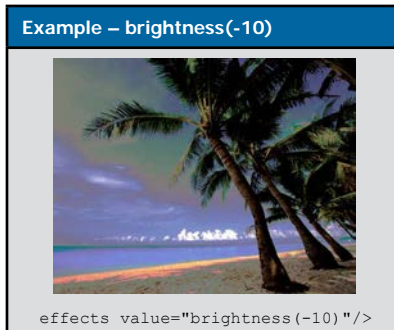 Example – brightness(-10)
effects value="brightness(-10)"/>